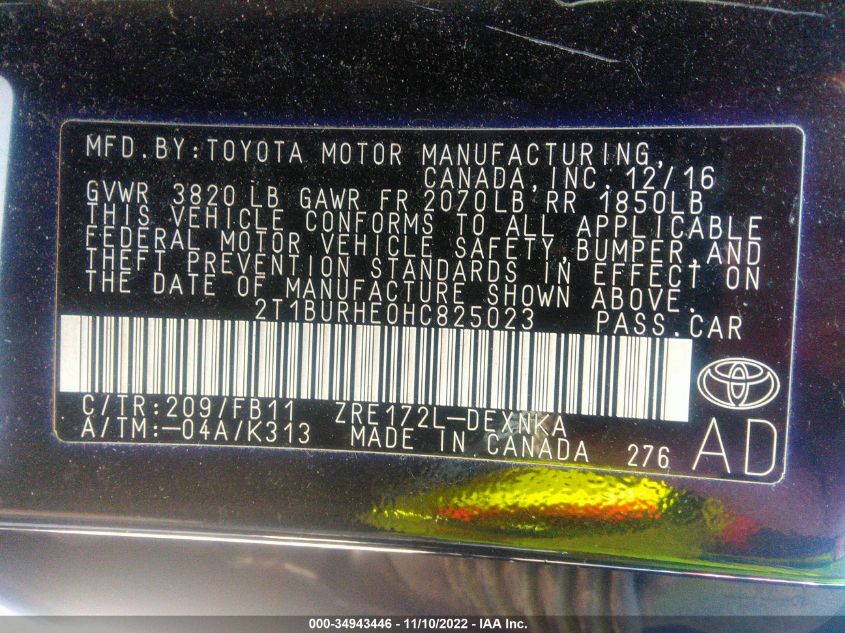 MFD.BY:TOYOTA MOTOR MANUFACTURING,
CANADA,INC. 12/16
GVWR 3820 LB GAWR FR 2070LB RR 1850LB
THIS VEHICLE CONFORMS TO ALL APPLICABLE
FEDERAL MOTOR VEHICLE SAFETY,BUMPER,AND
THEFT PREVENTION STANDARDS IN EFFECT ON
THE DATE OF MANUFACTURE SHOWN ABOVE.
2T1BURHE0HC825023 PASS.CAR
C/TR:209/FB11 ZRE172L-DEXNKA
A/TM:-04A/K313 MADE IN CANADA 276 AD
000-34943446 - 11/10/2022 - IAA Inc.